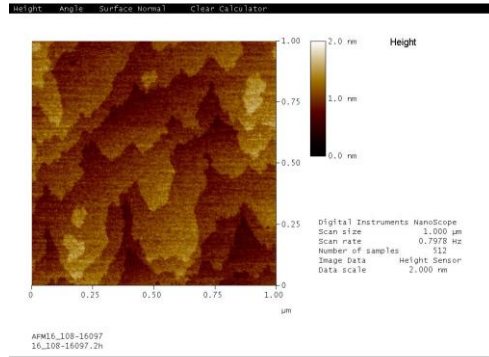 Height Angle Surface Normal Clear Calculator
2.0 nm
1.0 nm
0.0 nm
Height
1.00
0.75
0.50
0.25
0
0 0.25 0.50 0.75 1.00
µm
Digital Instruments NanoScope
Scan size 1.000 µm
Scan rate 0.7978 Hz
Number of samples 512
Image Data Height Sensor
Data scale 2.000 nm
AFM16_108-16097
16_108-16097.2h